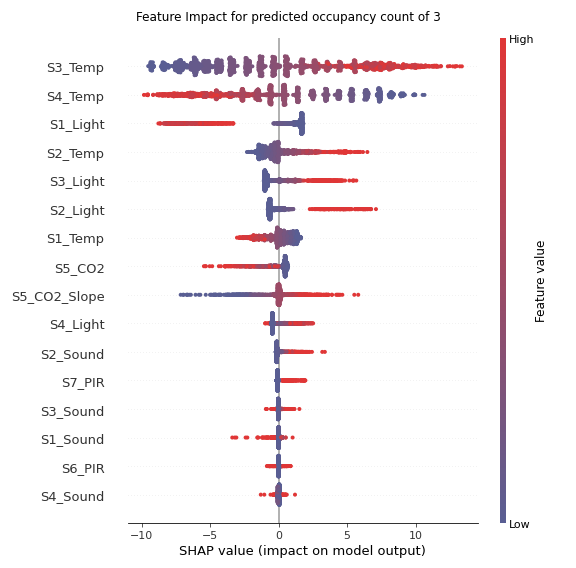 Feature Impact for predicted occupancy count of 3
High
S3_Temp
S4_Temp
S1_Light
S2_Temp
S3_Light
S2_Light
S1_Temp
S5_CO2
S5_CO2_Slope
S4_Light
S2_Sound
S7_PIR
S3_Sound
S1_Sound
S6_PIR
S4_Sound
Feature value
Low
−10 −5 0 5 10
SHAP value (impact on model output)